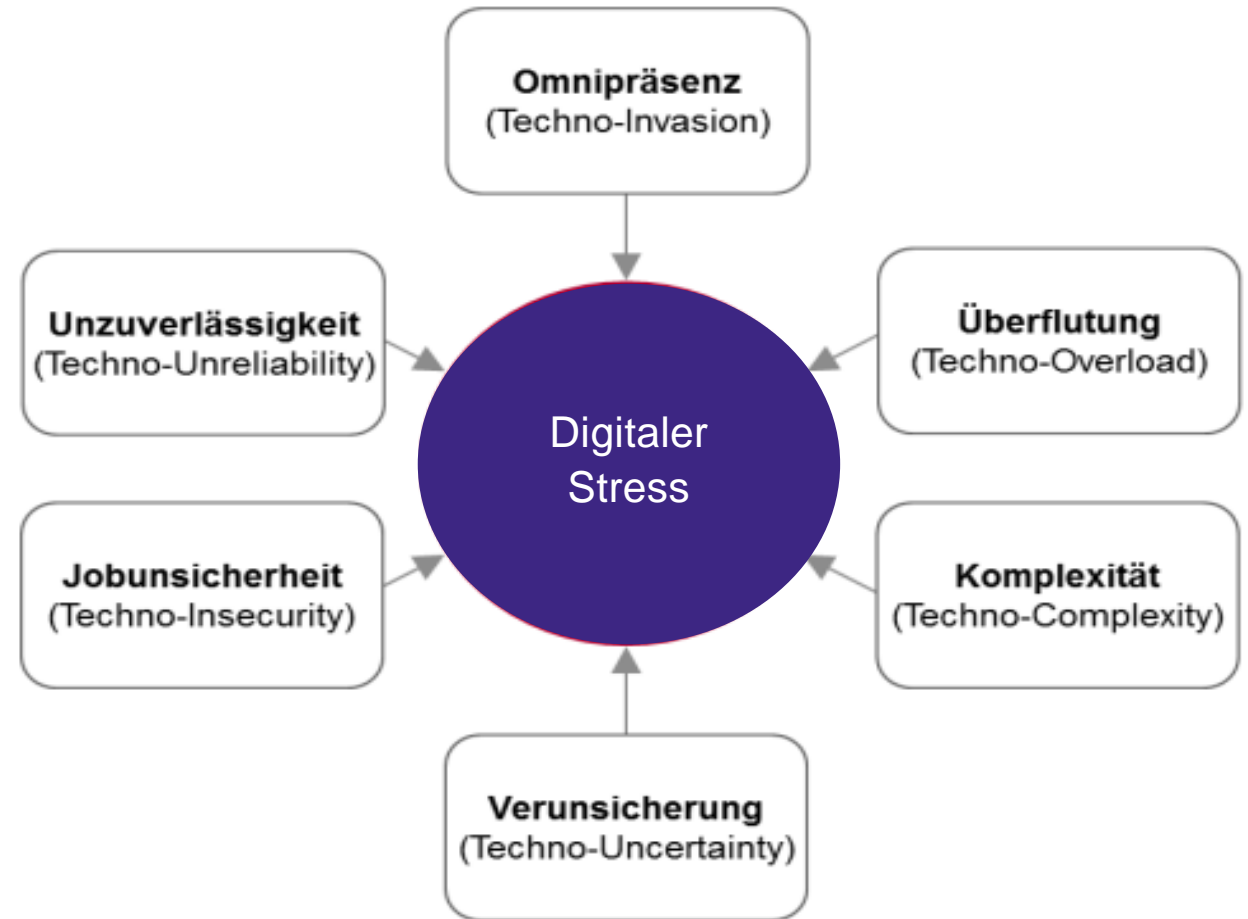 Omnipräsenz
(Techno-Invasion)
Unzuverlässigkeit
(Techno-Unreliability)
Überflutung
(Techno-Overload)
Digitaler
Stress
Jobunsicherheit
(Techno-Insecurity)
Komplexität
(Techno-Complexity)
Verunsicherung
(Techno-Uncertainty)